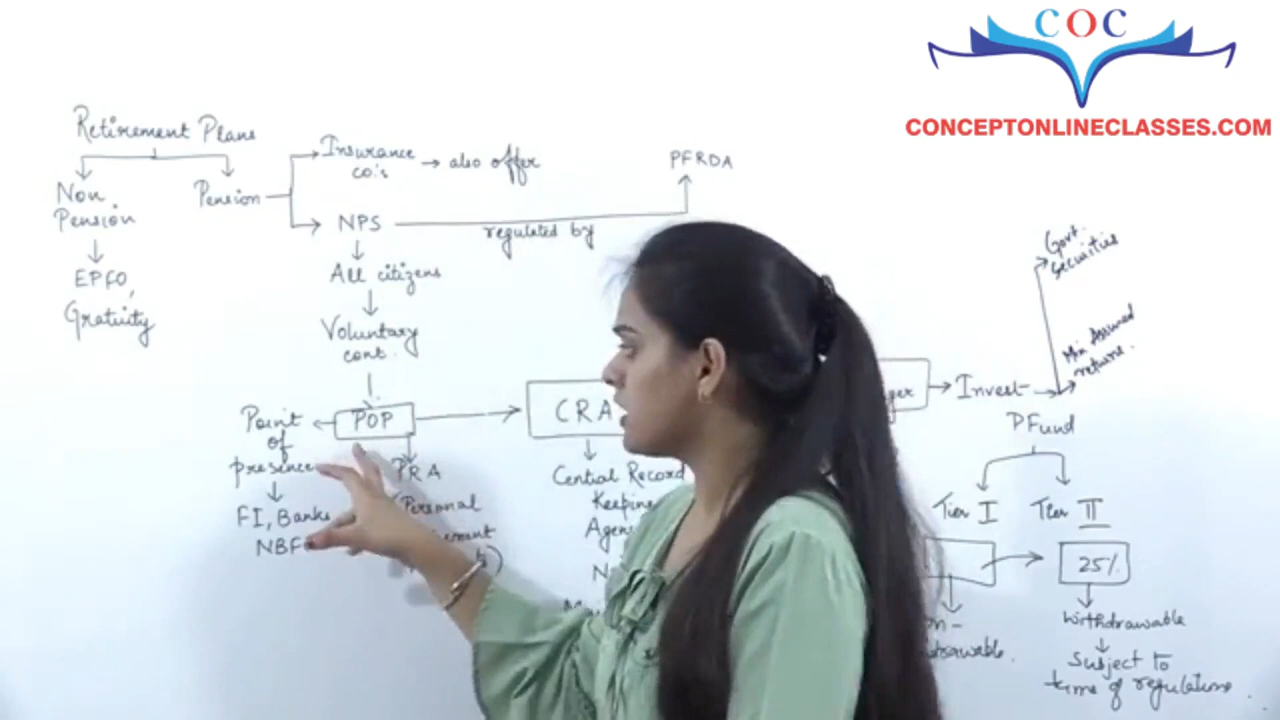 COC
CONCEPTONLINECLASSES.COM
Retirement Plans
Non
Pension
EPFO,
Gratuity
Pension
Insurance
co's
also offer
NPS
regulated by
PFRDA
All citizens
Voluntary
cont.
POP
Point
of
presence
FI, Banks
NBF
PRA
(Personal
CRA
Central Record
Keeping
Agen
N
ger
Invest
Govt.
Securities
Min Assured
returns.
PFund
Tier I
Tier II
25%
Withdrawable
Subject to
terms of regulations.